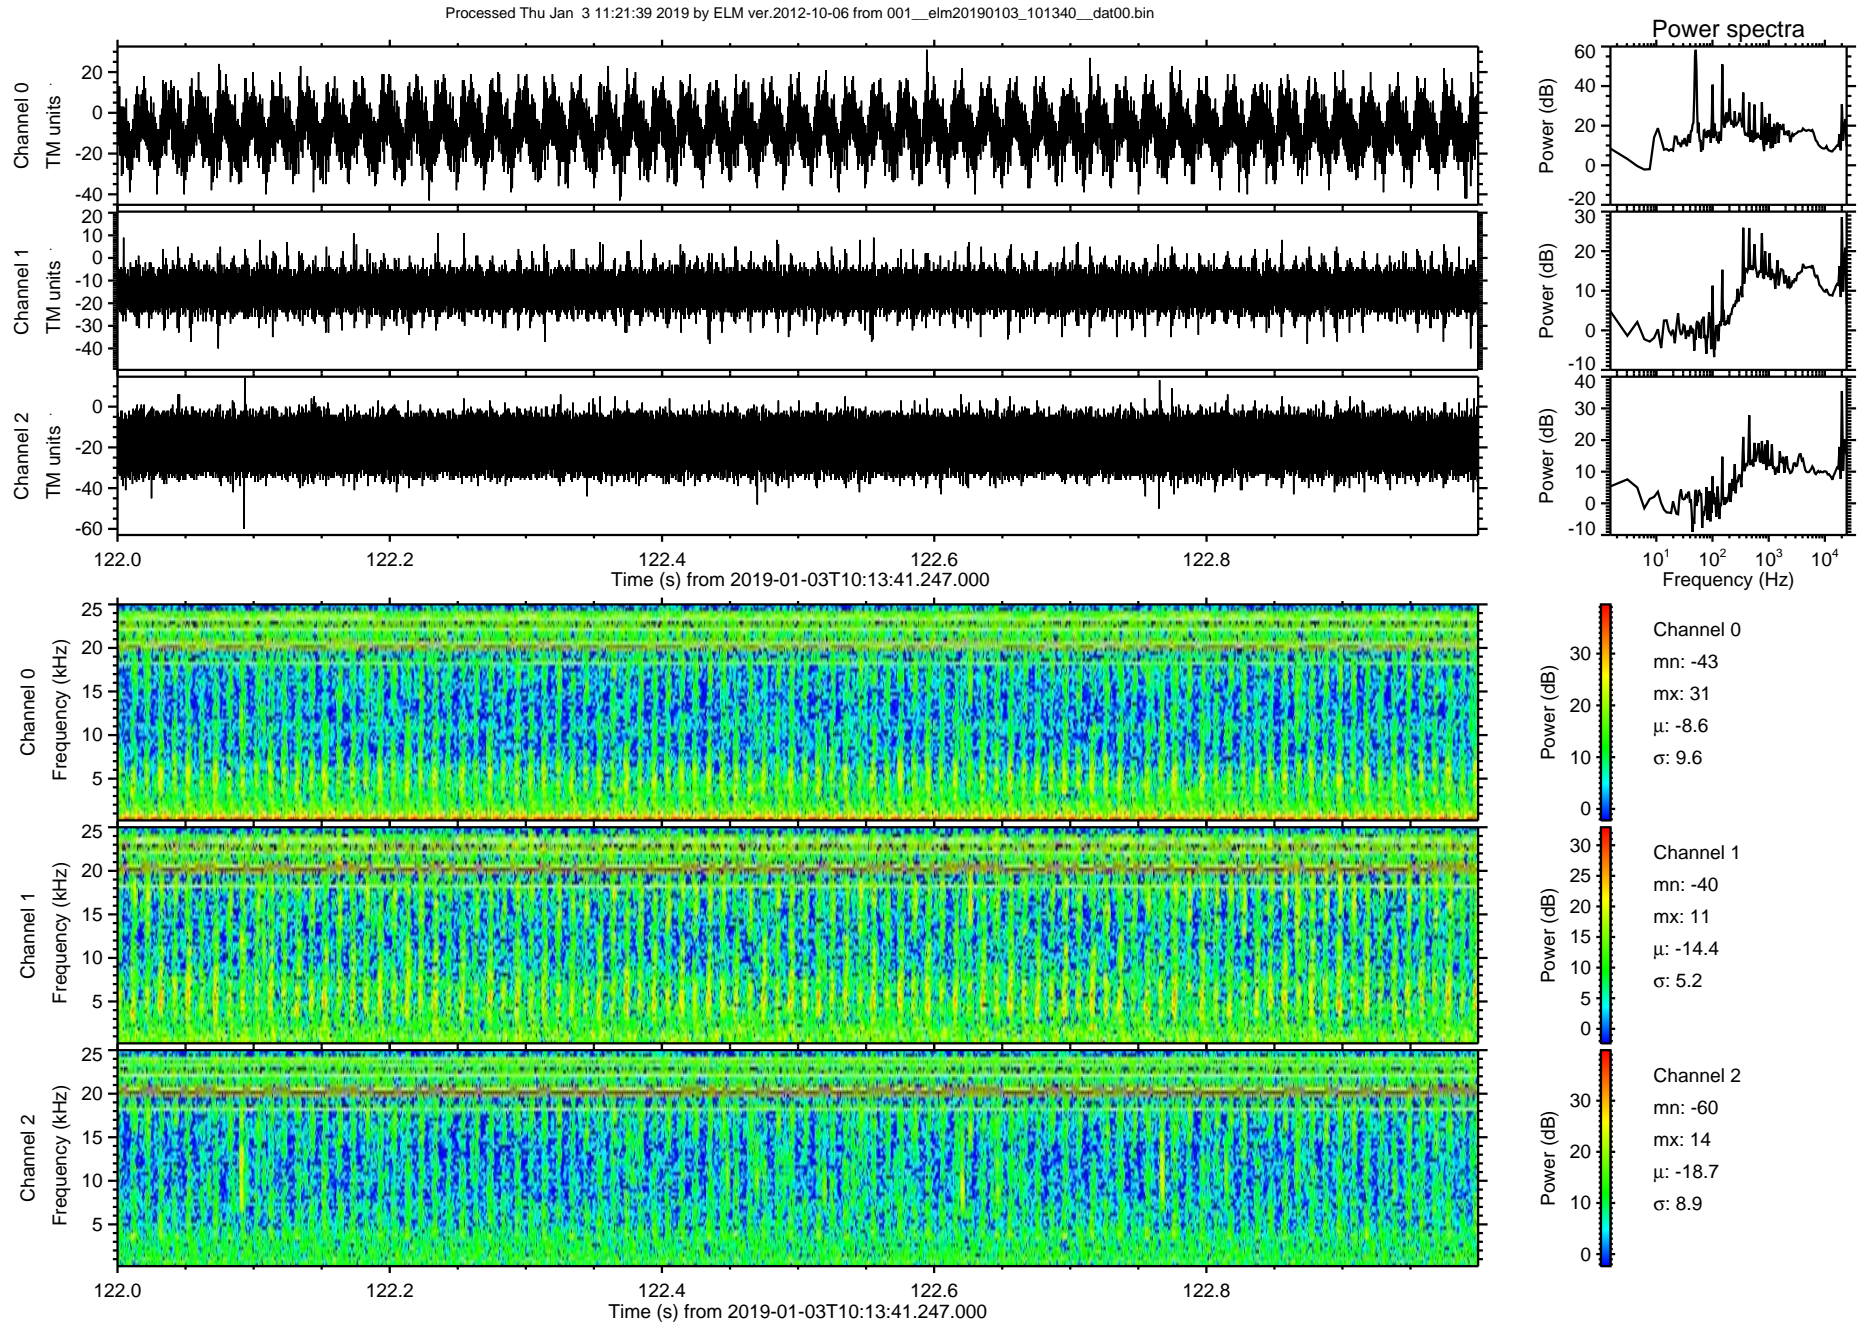 Processed Thu Jan 3 11:21:39 2019 by ELM ver.2012-10-06 from 001__elm20190103_101340__dat00.bin
Power spectra
Channel 0
TM units
20
0
-20
-40
Power (dB)
60
40
20
0
-20
Channel 1
TM units
20
10
0
-10
-20
-30
-40
Power (dB)
30
20
10
0
-10
Channel 2
TM units
0
-20
-40
-60
Power (dB)
40
30
20
10
0
-10
122.0
122.2
122.4
122.6
122.8
Time (s) from 2019-01-03T10:13:41.247.000
10^1
10^2
10^3
10^4
Frequency (Hz)
Channel 0
Frequency (kHz)
25
20
15
10
5
Power (dB)
30
20
10
0
Channel 0
mn: -43
mx: 31
µ: -8.6
σ: 9.6
Channel 1
Frequency (kHz)
25
20
15
10
5
Power (dB)
30
25
20
15
10
5
0
Channel 1
mn: -40
mx: 11
µ: -14.4
σ: 5.2
Channel 2
Frequency (kHz)
25
20
15
10
5
Power (dB)
30
20
10
0
Channel 2
mn: -60
mx: 14
µ: -18.7
σ: 8.9
122.0
122.2
122.4
122.6
122.8
Time (s) from 2019-01-03T10:13:41.247.000